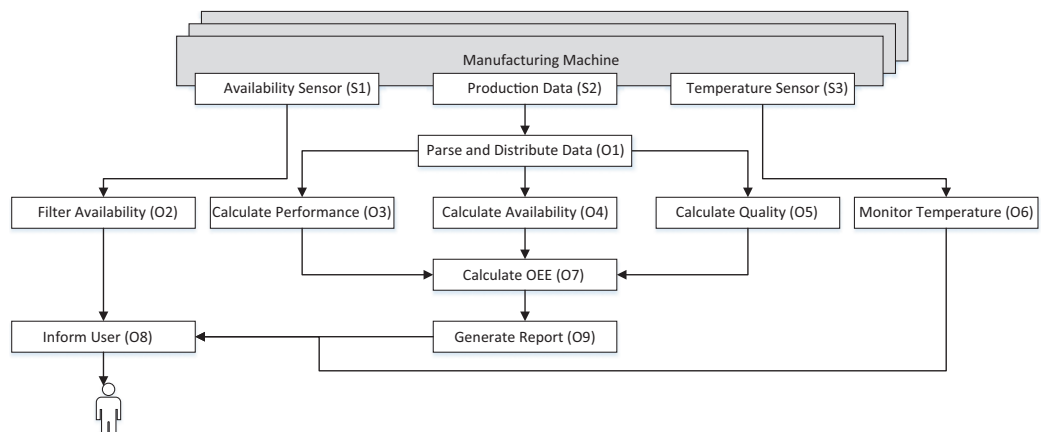 Manufacturing Machine
Availability Sensor (S1)
Production Data (S2)
Temperature Sensor (S3)
Parse and Distribute Data (O1)
Filter Availability (O2)
Calculate Performance (O3)
Calculate Availability (O4)
Calculate Quality (O5)
Monitor Temperature (O6)
Calculate OEE (O7)
Inform User (O8)
Generate Report (O9)